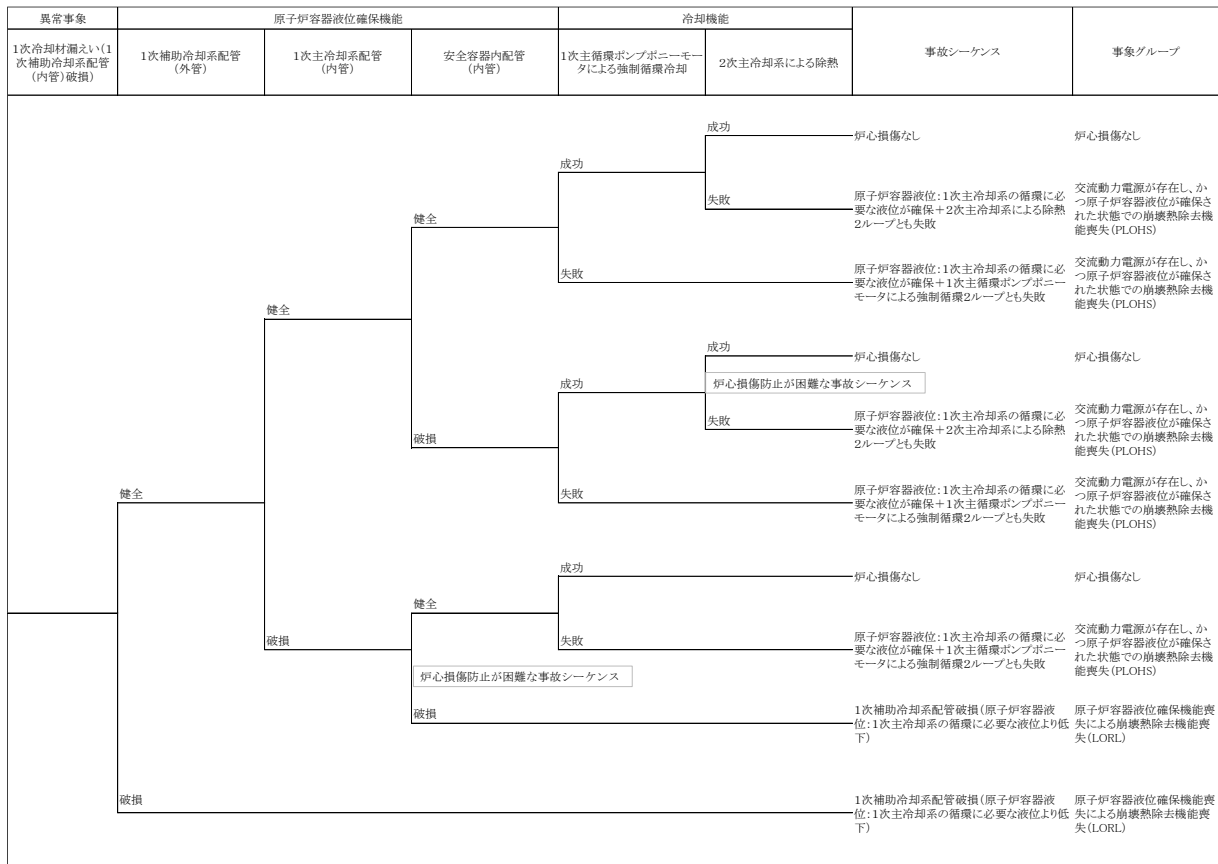 異常事象
原子炉容器液位確保機能
冷却機能
事故シーケンス
事象グループ
1次冷却材漏えい(1
次補助冷却系配管
(内管)破損)
1次補助冷却系配管
(外管)
1次主冷却系配管
(内管)
安全容器内配管
(内管)
1次主循環ポンプポニーモー
タによる強制循環冷却
2次主冷却系による除熱
成功
炉心損傷なし
炉心損傷なし
成功
失敗
原子炉容器液位:1次主冷却系の循環に必
要な液位が確保+2次主冷却系による除熱
2ループとも失敗
交流動力電源が存在し、か
つ原子炉容器液位が確保さ
れた状態での崩壊熱除去機
能喪失(PLOHS)
健全
失敗
原子炉容器液位:1次主冷却系の循環に必
要な液位が確保+1次主循環ポンプポニー
モータによる強制循環2ループとも失敗
交流動力電源が存在し、か
つ原子炉容器液位が確保さ
れた状態での崩壊熱除去機
能喪失(PLOHS)
健全
成功
炉心損傷なし
炉心損傷なし
成功
炉心損傷防止が困難な事故シーケンス
失敗
原子炉容器液位:1次主冷却系の循環に必
要な液位が確保+2次主冷却系による除熱
2ループとも失敗
交流動力電源が存在し、か
つ原子炉容器液位が確保さ
れた状態での崩壊熱除去機
能喪失(PLOHS)
破損
健全
失敗
原子炉容器液位:1次主冷却系の循環に必
要な液位が確保+1次主循環ポンプポニー
モータによる強制循環2ループとも失敗
交流動力電源が存在し、か
つ原子炉容器液位が確保さ
れた状態での崩壊熱除去機
能喪失(PLOHS)
成功
炉心損傷なし
炉心損傷なし
健全
破損
失敗
原子炉容器液位:1次主冷却系の循環に必
要な液位が確保+1次主循環ポンプポニー
モータによる強制循環2ループとも失敗
交流動力電源が存在し、か
つ原子炉容器液位が確保さ
れた状態での崩壊熱除去機
能喪失(PLOHS)
炉心損傷防止が困難な事故シーケンス
破損
1次補助冷却系配管破損(原子炉容器液
位:1次主冷却系の循環に必要な液位より低
下)
原子炉容器液位確保機能喪
失による崩壊熱除去機能喪
失(LORL)
破損
1次補助冷却系配管破損(原子炉容器液
位:1次主冷却系の循環に必要な液位より低
下)
原子炉容器液位確保機能喪
失による崩壊熱除去機能喪
失(LORL)